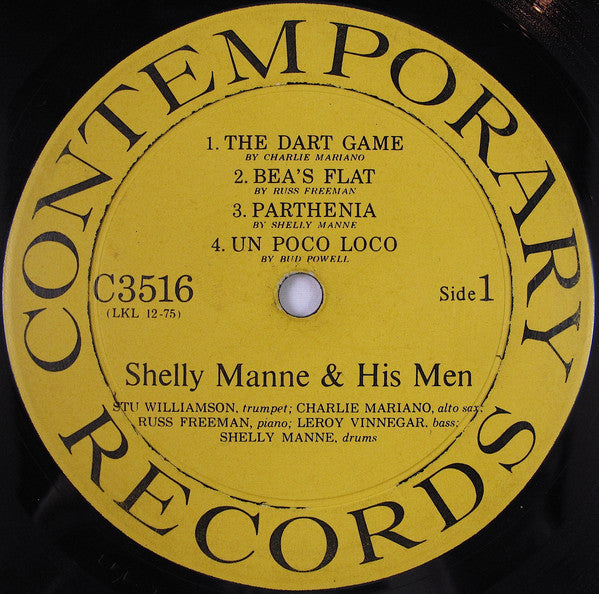 CONTEMPORARY
1. THE DART GAME
BY CHARLIE MARIANO
2. BEA'S FLAT
BY RUSS FREEMAN
3. PARTHENIA
BY SHELLY MANNE
4. UN POCO LOCO
BY BUD POWELL
C3516
(LKL 12-75)
Side 1
Shelly Manne & His Men
STU WILLIAMSON, trumpet; CHARLIE MARIANO, alto sax;
RUSS FREEMAN, piano; LEROY VINNEGAR, bass;
SHELLY MANNE, drums
RECORDS